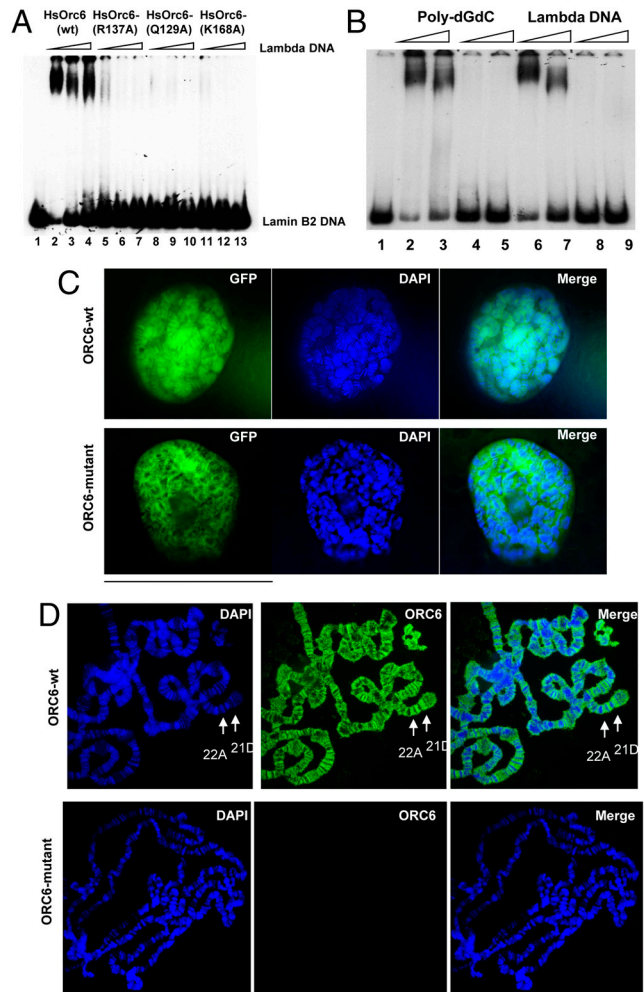 A
HsOrc6 HsOrc6- HsOrc6- HsOrc6-
(wt) (R137A) (Q129A) (K168A)
Lambda DNA
Lamin B2 DNA
1 2 3 4 5 6 7 8 9 10 11 12 13
B
Poly-dGdC Lambda DNA
1 2 3 4 5 6 7 8 9
C
GFP DAPI Merge
ORC6-wt
GFP DAPI Merge
ORC6-mutant
D
DAPI ORC6 Merge
ORC6-wt
22A 21D 22A 21D 22A 21D
DAPI ORC6 Merge
ORC6-mutant